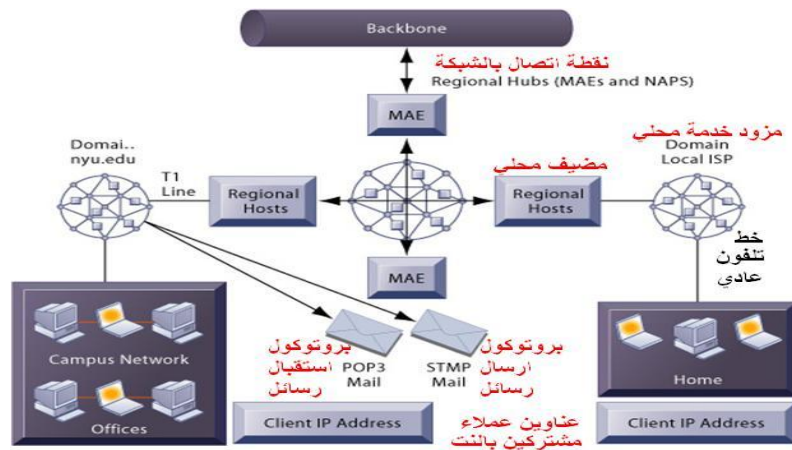 Backbone
نقطة اتصال بالشبكة
Regional Hubs (MAEs and NAPS)
MAE
مزود خدمة محلي
Domai..
nyu.edu
Domain
Local ISP
T1
Line
مضيف محلي
Regional
Hosts
Regional
Hosts
خط
تلفون
عادي
MAE
Campus Network
Offices
بروتوكول
استقبال
رسائل
POP3
Mail
STMP
Mail
بروتوكول
ارسال
رسائل
Home
Client IP Address
عناوين عملاء
مشتركين بالنت
Client IP Address